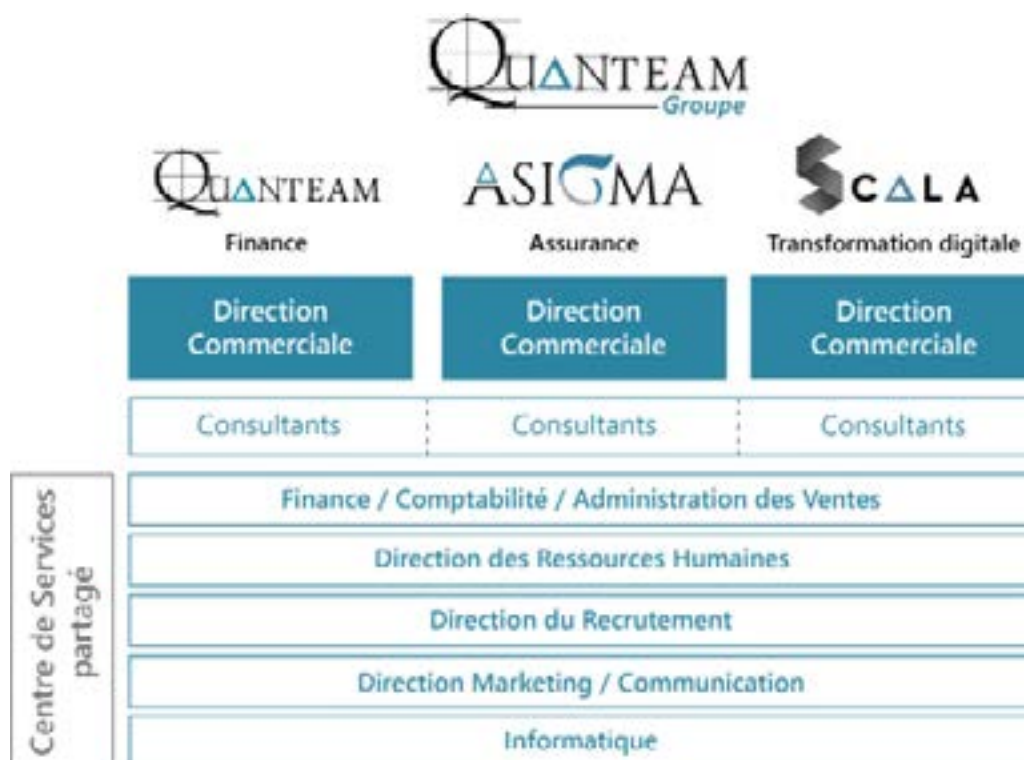 QUANTEAM
Groupe
QUANTEAM ASIGMA SCALA
Finance Assurance Transformation digitale
Direction Commerciale Direction Commerciale Direction Commerciale
Consultants Consultants Consultants
Centre de Services partagé
Finance / Comptabilité / Administration des Ventes
Direction des Ressources Humaines
Direction du Recrutement
Direction Marketing / Communication
Informatique